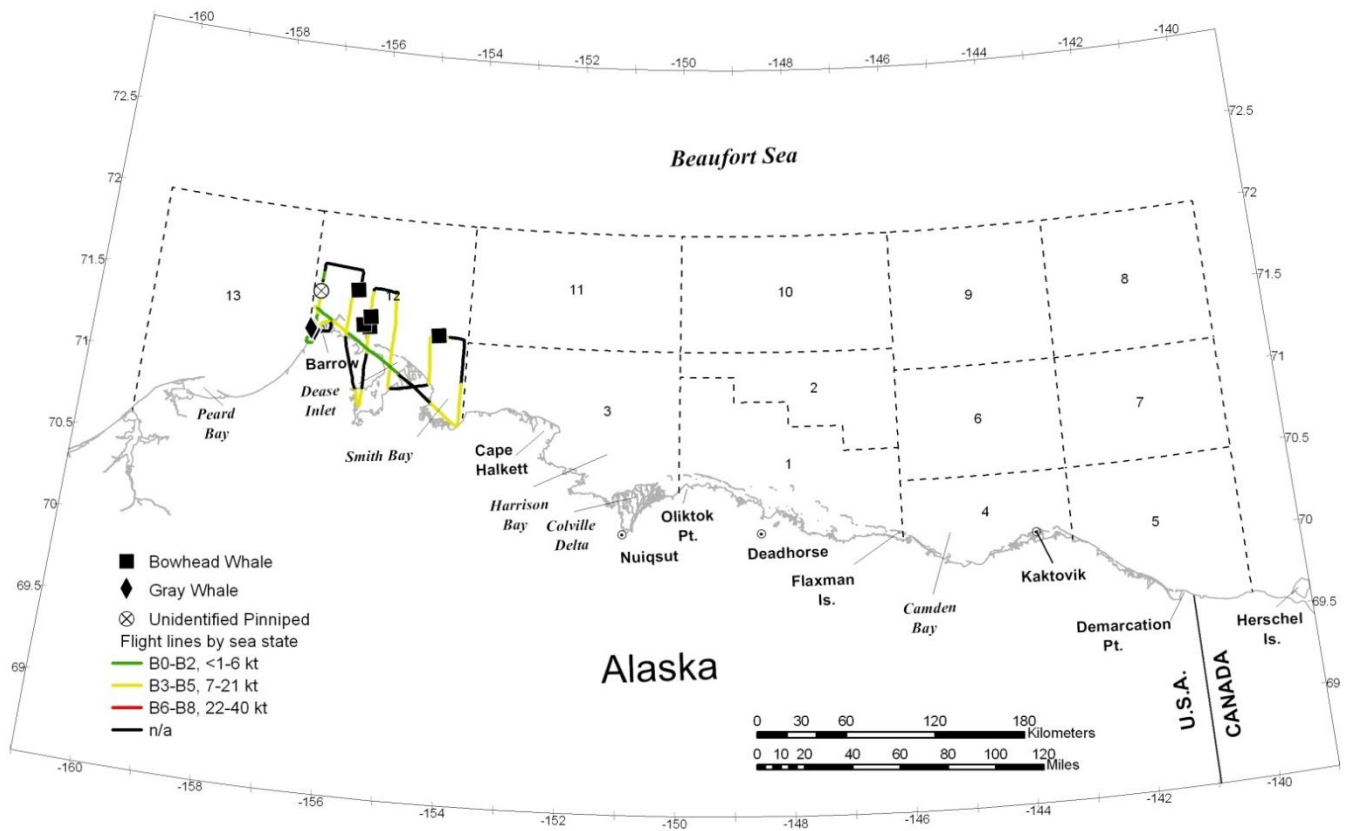 -160
-158
-156
-154
-152
-150
-148
-146
-144
-142
-140
72.5
72.5
72
72
71.5
71.5
71
71
70.5
70.5
70
70
69.5
69.5
69
69
Beaufort Sea
13
12
11
10
9
8
3
2
1
6
7
4
5
Barrow
Peard
Bay
Dease
Inlet
Smith Bay
Cape
Halkett
Harrison
Bay
Colville
Delta
Nuiqsut
Oliktok
Pt.
Deadhorse
Flaxman
Is.
Camden
Bay
Kaktovik
Demarcation
Pt.
Herschel
Is.
Alaska
U.S.A.
CANADA
Bowhead Whale
Gray Whale
Unidentified Pinniped
Flight lines by sea state
B0-B2, <1-6 kt
B3-B5, 7-21 kt
B6-B8, 22-40 kt
n/a
0 30 60 120 180
Kilometers
0 10 20 40 60 80 100 120
Miles
-160
-158
-156
-154
-152
-150
-148
-146
-144
-142
-140